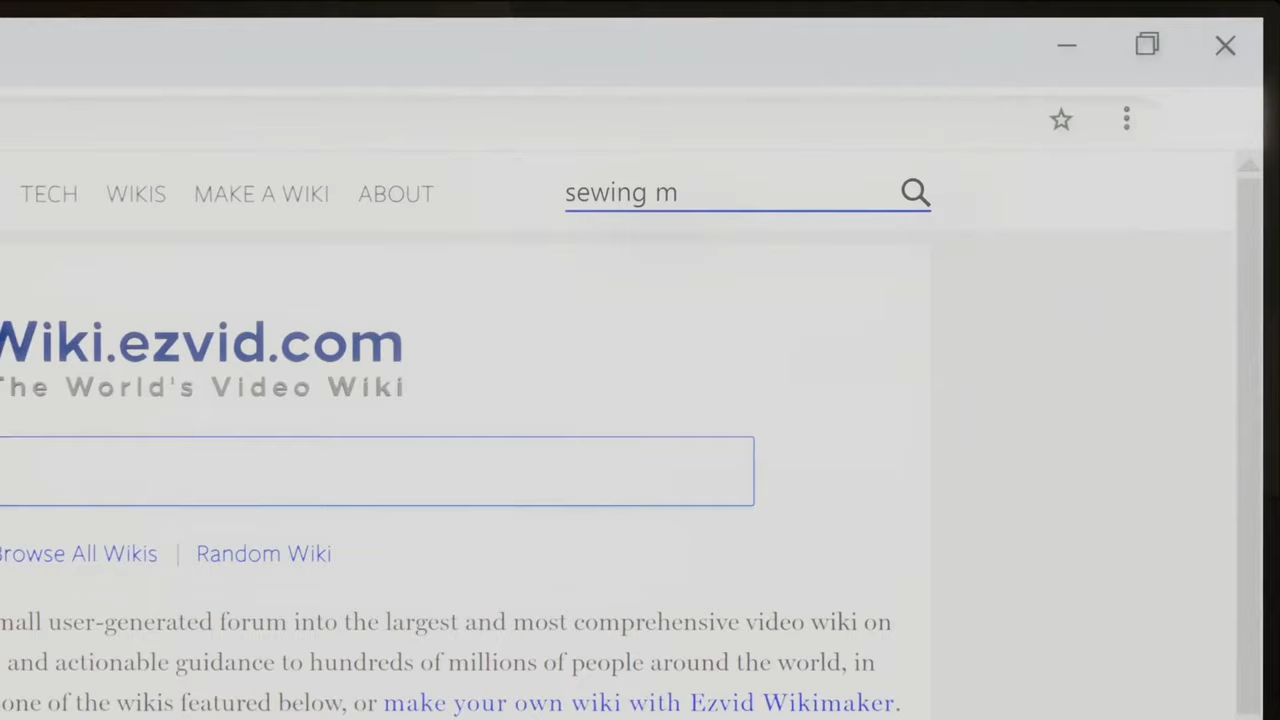 TECH WIKIS MAKE A WIKI ABOUT sewing m
Wiki.ezvid.com
The World's Video Wiki
Browse All Wikis | Random Wiki
user-generated forum into the largest and most comprehensive video wiki on
and actionable guidance to hundreds of millions of people around the world, in
one of the wikis featured below, or make your own wiki with Ezvid Wikimaker.